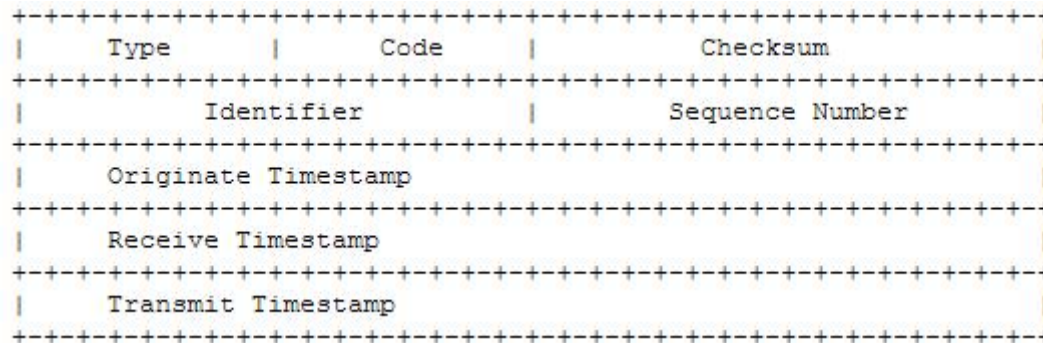 +-+-+-+-+-+-+-+-+-+-+-+-+-+-+-+-+-+-+-+-+-+-+-+-+-+-+-+-+-+-+-+-+-
|     Type      |      Code     |          Checksum             |
+-+-+-+-+-+-+-+-+-+-+-+-+-+-+-+-+-+-+-+-+-+-+-+-+-+-+-+-+-+-+-+-+-
|           Identifier          |        Sequence Number        |
+-+-+-+-+-+-+-+-+-+-+-+-+-+-+-+-+-+-+-+-+-+-+-+-+-+-+-+-+-+-+-+-+-
|     Originate Timestamp                                       |
+-+-+-+-+-+-+-+-+-+-+-+-+-+-+-+-+-+-+-+-+-+-+-+-+-+-+-+-+-+-+-+-+-
|     Receive Timestamp                                         |
+-+-+-+-+-+-+-+-+-+-+-+-+-+-+-+-+-+-+-+-+-+-+-+-+-+-+-+-+-+-+-+-+-
|     Transmit Timestamp                                        |
+-+-+-+-+-+-+-+-+-+-+-+-+-+-+-+-+-+-+-+-+-+-+-+-+-+-+-+-+-+-+-+-+-